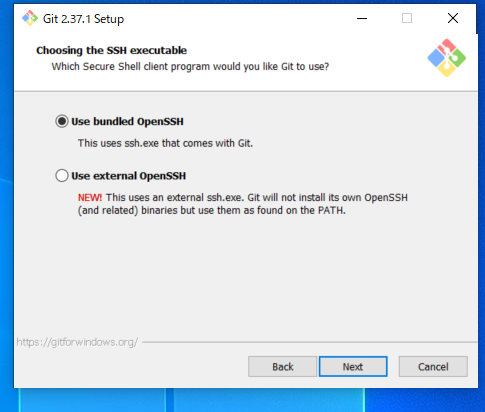 Git 2.37.1 Setup
Choosing the SSH executable
Which Secure Shell client program would you like Git to use?
Use bundled OpenSSH
This uses ssh.exe that comes with Git.
Use external OpenSSH
NEW! This uses an external ssh.exe. Git will not install its own OpenSSH
(and related) binaries but use them as found on the PATH.
https://gitforwindows.org/
Back Next Cancel